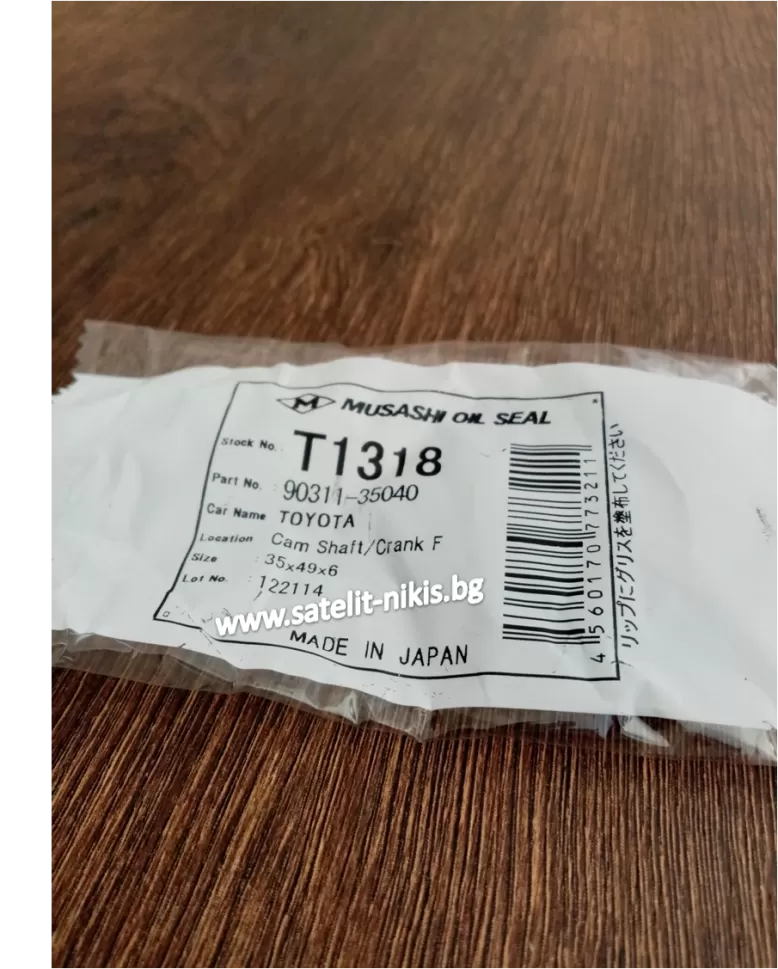 M MUSASHI OIL SEAL
Stock No. T1318
Part No. 90311-35040
Car Name TOYOTA
Location Cam Shaft/Crank F
Size : 35x49x6
Lot No. : 122114
www.satelit-nikis.bg
MADE IN JAPAN
4 560170 773211
リップにグリスを塗布してください